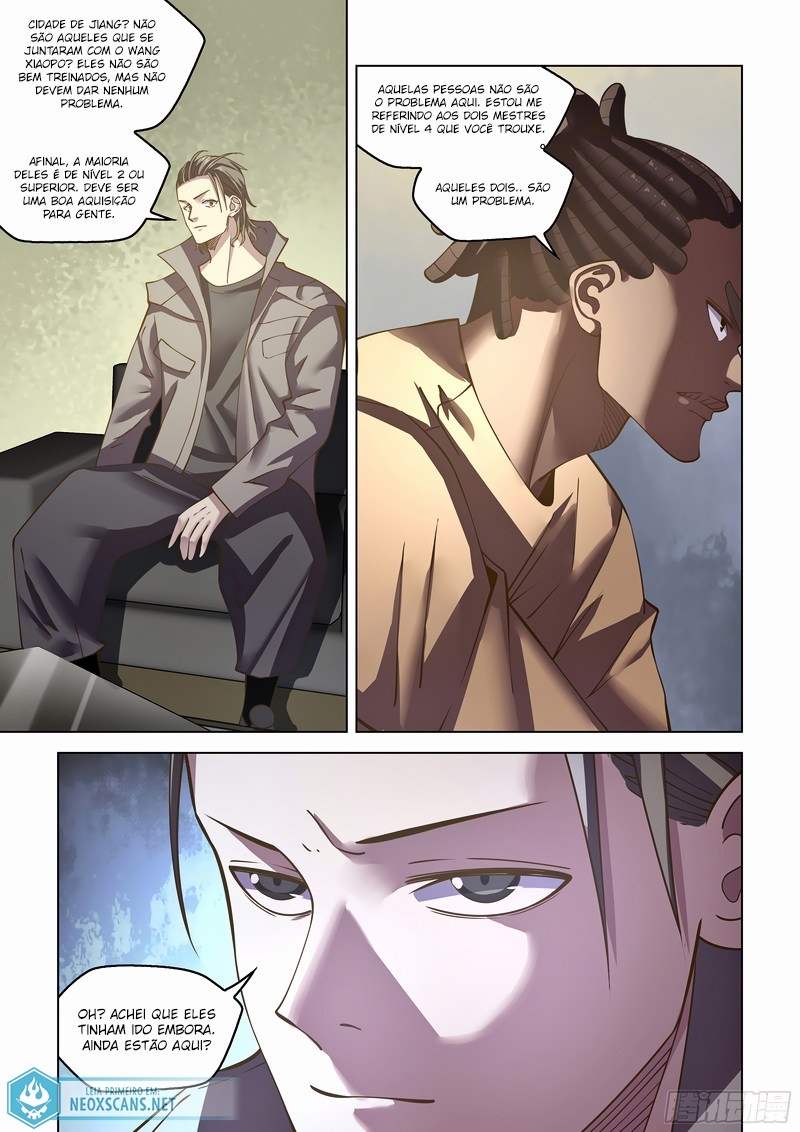 CIDADE DE JIANG? NÃO
SÃO AQUELES QUE SE
JUNTARAM COM O WANG
XIAOPO? ELES NÃO SÃO
BEM TREINADOS, MAS NÃO
DEVEM DAR NENHUM
PROBLEMA.
AFINAL, A MAIORIA
DELES É DE NÍVEL 2 OU
SUPERIOR. DEVE SER
UMA BOA AQUISIÇÃO
PARA GENTE.
AQUELAS PESSOAS NÃO SÃO
O PROBLEMA AQUI. ESTOU ME
REFERINDO AOS DOIS MESTRES
DE NÍVEL 4 QUE VOCÊ TROUXE.
AQUELES DOIS.. SÃO
UM PROBLEMA.
OH? ACHEI QUE ELES
TINHAM IDO EMBORA.
AINDA ESTÃO AQUI?
LEIA PRIMEIRO EM:
NEOXSCANS.NET
腾讯动漫